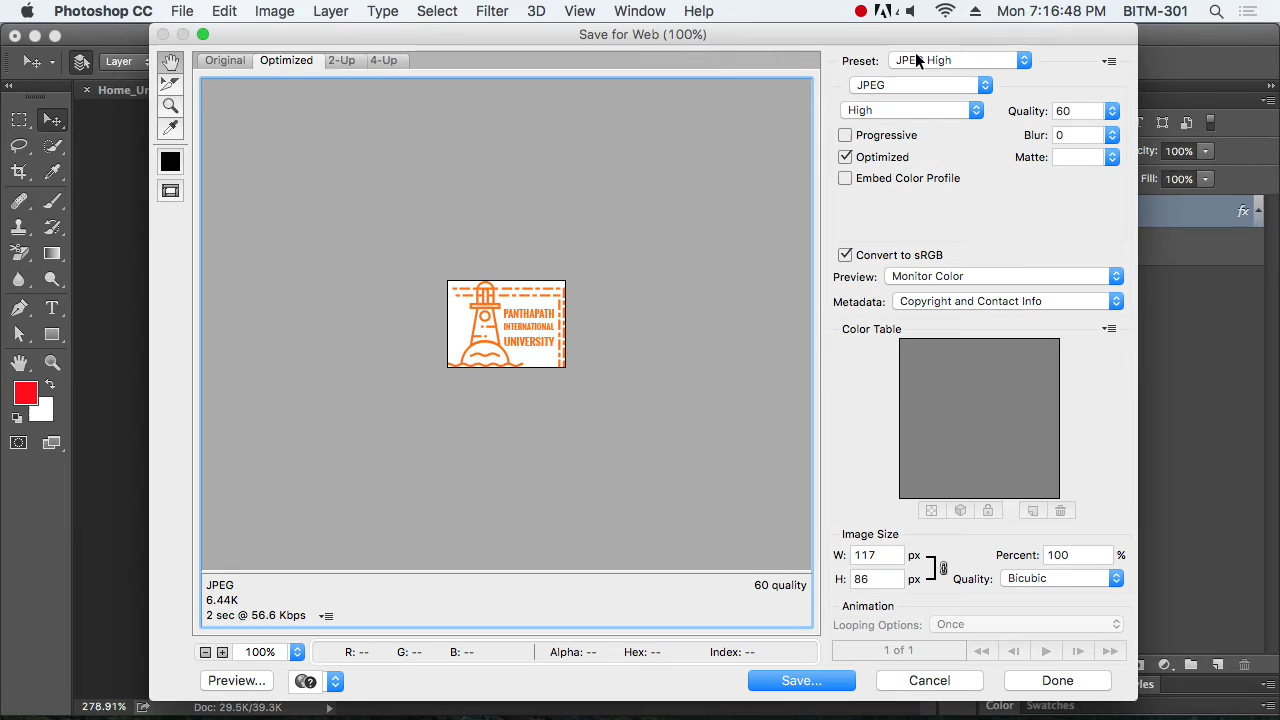 Photoshop CC File Edit Image Layer Type Select Filter 3D View Window Help Mon 7:16:48 PM BITM-301
Save for Web (100%)
Layer
Home_Un
Original Optimized 2-Up 4-Up
Preset: JPEG High
JPEG
High Quality: 60
Progressive Blur: 0
Optimized Matte:
Embed Color Profile
Convert to sRGB
Preview: Monitor Color
Metadata: Copyright and Contact Info
Color Table
PANTHAPATH
INTERNATIONAL
UNIVERSITY
Image Size
W: 117 px Percent: 100 %
H: 86 px Quality: Bicubic
Animation
Looping Options: Once
1 of 1
JPEG 60 quality
6.44K
2 sec @ 56.6 Kbps
100% R: -- G: -- B: -- Alpha: -- Hex: -- Index: --
Preview... Save... Cancel Done
278.91% Doc: 29.5K/39.3K
acity: 100%
Fill: 100%
fx
yles
Color Swatches